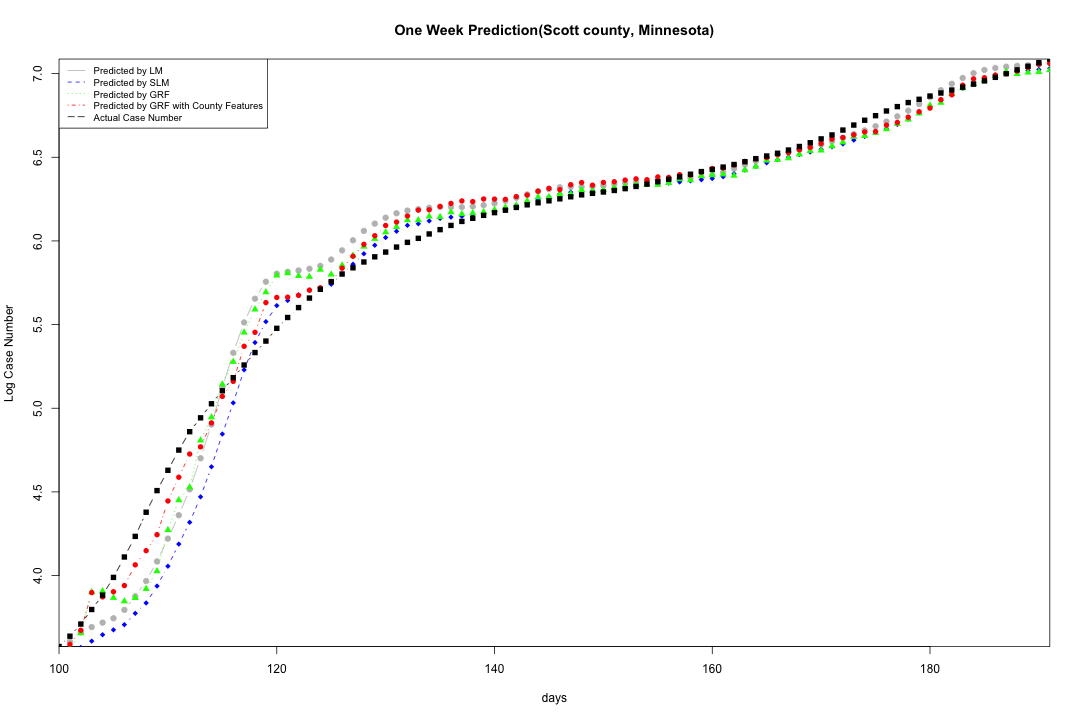 One Week Prediction(Scott county, Minnesota)
Predicted by LM
Predicted by SLM
Predicted by GRF
Predicted by GRF with County Features
Actual Case Number
7.0
6.5
6.0
5.5
5.0
4.5
4.0
Log Case Number
100 120 140 160 180
days